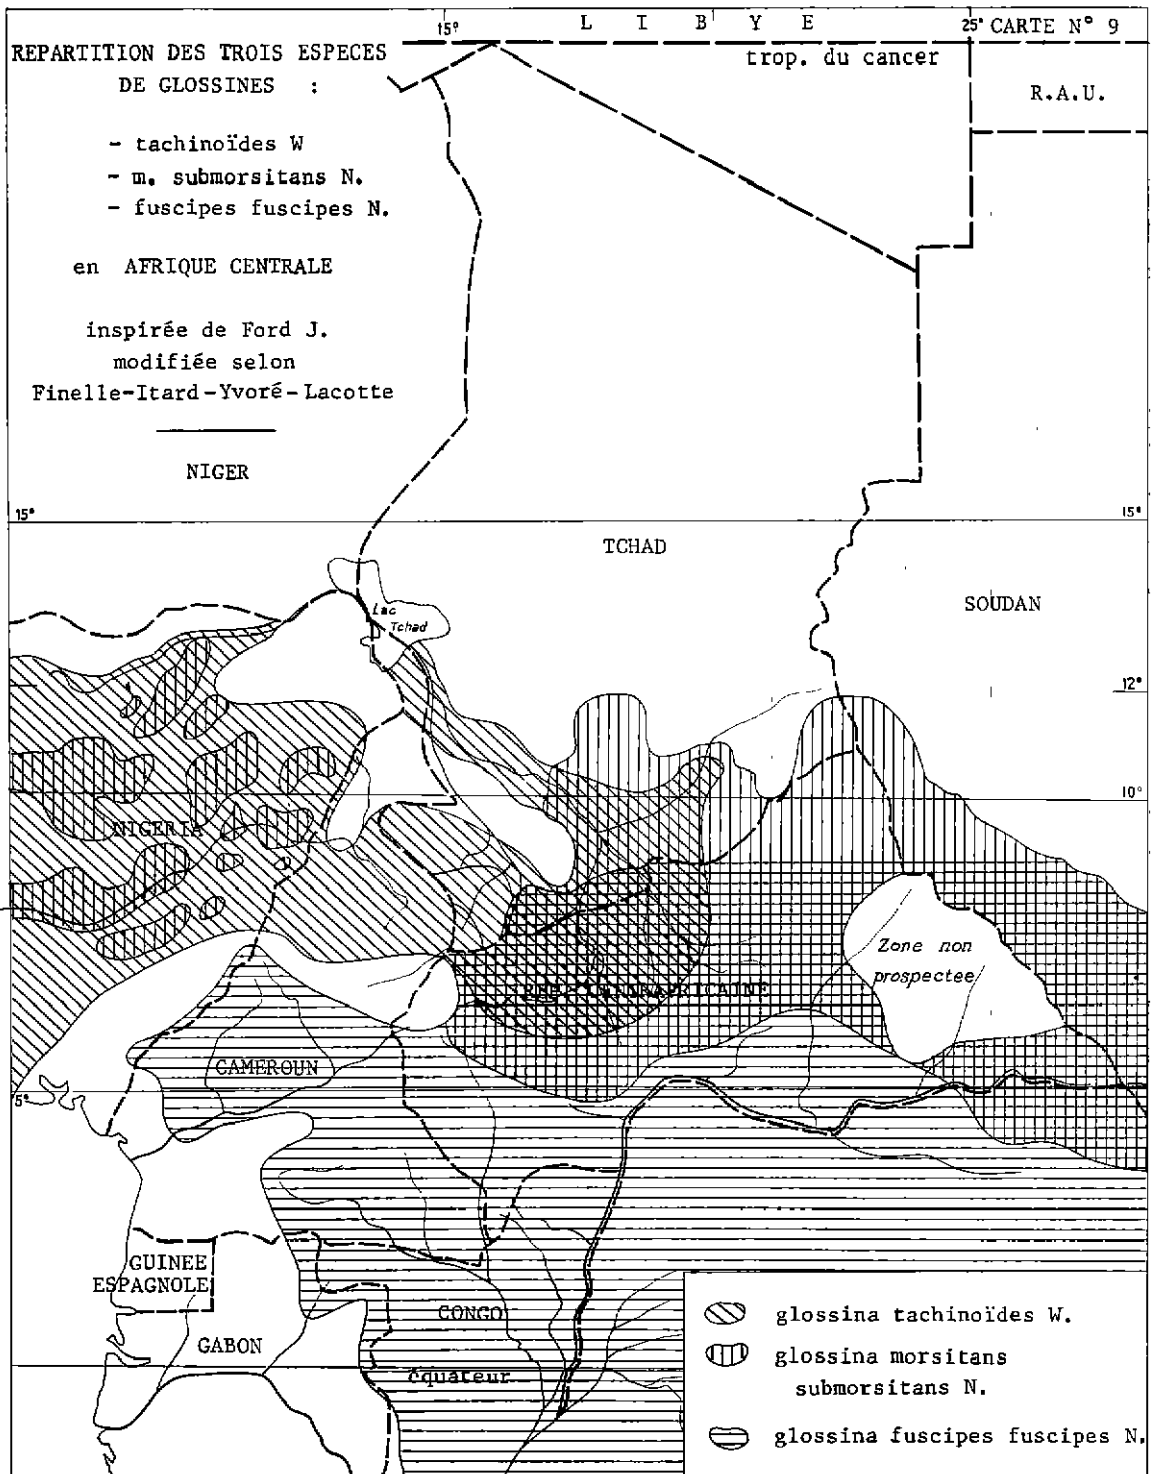 15°
L I B Y E
25°
CARTE N° 9
REPARTITION DES TROIS ESPECES
DE GLOSSINES :
- tachinoïdes W
- m. submorsitans N.
- fuscipes fuscipes N.
en AFRIQUE CENTRALE
inspirée de Ford J.
modifiée selon
Finelle-Itard-Yvoré-Lacotte
trop. du cancer
R.A.U.
NIGER
15°
15°
TCHAD
SOUDAN
Lac
Tchad
12°
10°
NIGERIA
Zone non
prospectee
REP. CENTRAFRICAINE
CAMEROUN
5°
GUINEE
ESPAGNOLE
GABON
CONGO
équateur
glossina tachinoïdes W.
glossina morsitans
submorsitans N.
glossina fuscipes fuscipes N.